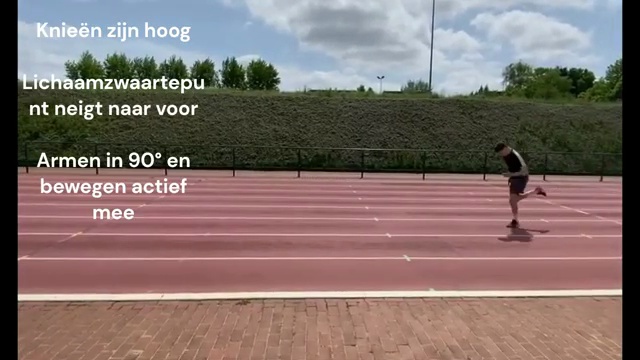 Knieën zijn hoog
Lichaamzwaartepu
nt neigt naar voor
Armen in 90° en
bewegen actief
mee